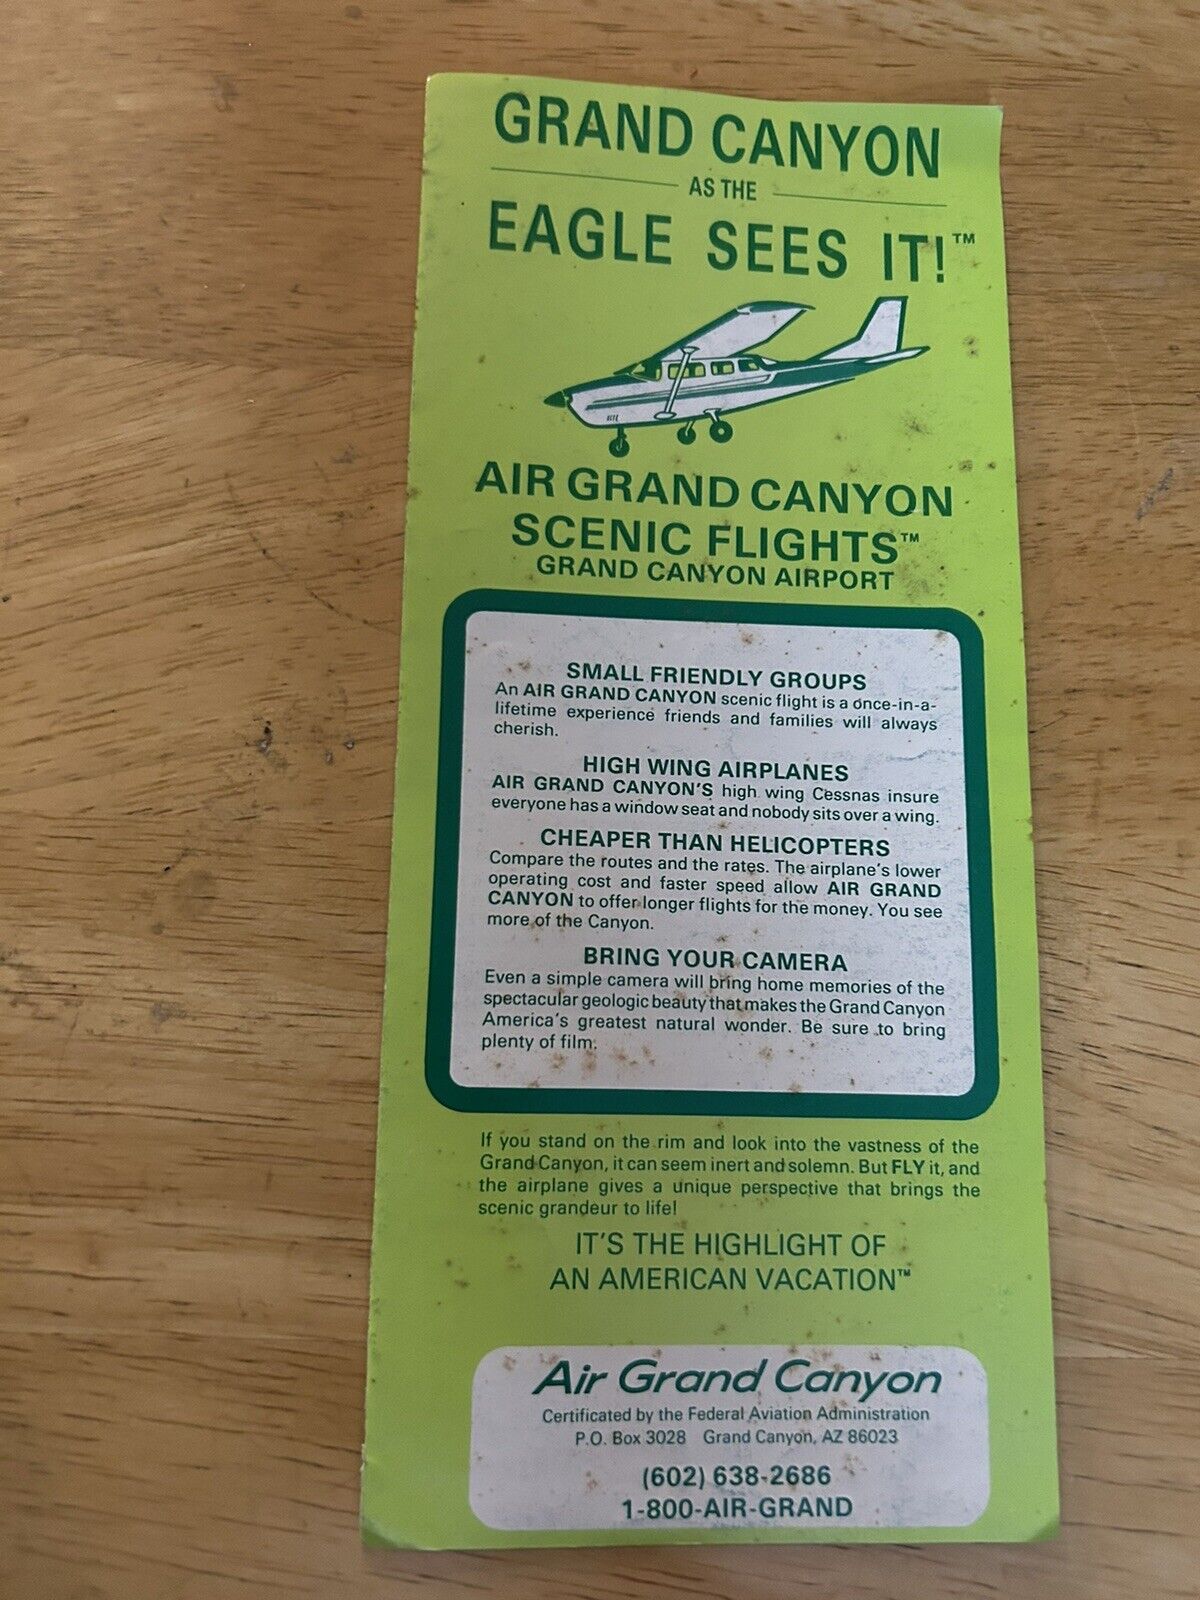 GRAND CANYON
AS THE
EAGLE SEES IT!™
AIR GRAND CANYON
SCENIC FLIGHTS™
GRAND CANYON AIRPORT
SMALL FRIENDLY GROUPS
An AIR GRAND CANYON scenic flight is a once-in-a-
lifetime experience friends and families will always
cherish.
HIGH WING AIRPLANES
AIR GRAND CANYON'S high wing Cessnas insure
everyone has a window seat and nobody sits over a wing.
CHEAPER THAN HELICOPTERS
Compare the routes and the rates. The airplane's lower
operating cost and faster speed allow AIR GRAND
CANYON to offer longer flights for the money. You see
more of the Canyon.
BRING YOUR CAMERA
Even a simple camera will bring home memories of the
spectacular geologic beauty that makes the Grand Canyon
America's greatest natural wonder. Be sure to bring
plenty of film.
If you stand on the rim and look into the vastness of the
Grand Canyon, it can seem inert and solemn. But FLY it, and
the airplane gives a unique perspective that brings the
scenic grandeur to life!
IT'S THE HIGHLIGHT OF
AN AMERICAN VACATION™
Air Grand Canyon
Certificated by the Federal Aviation Administration
P.O. Box 3028 Grand Canyon, AZ 86023
(602) 638-2686
1-800-AIR-GRAND